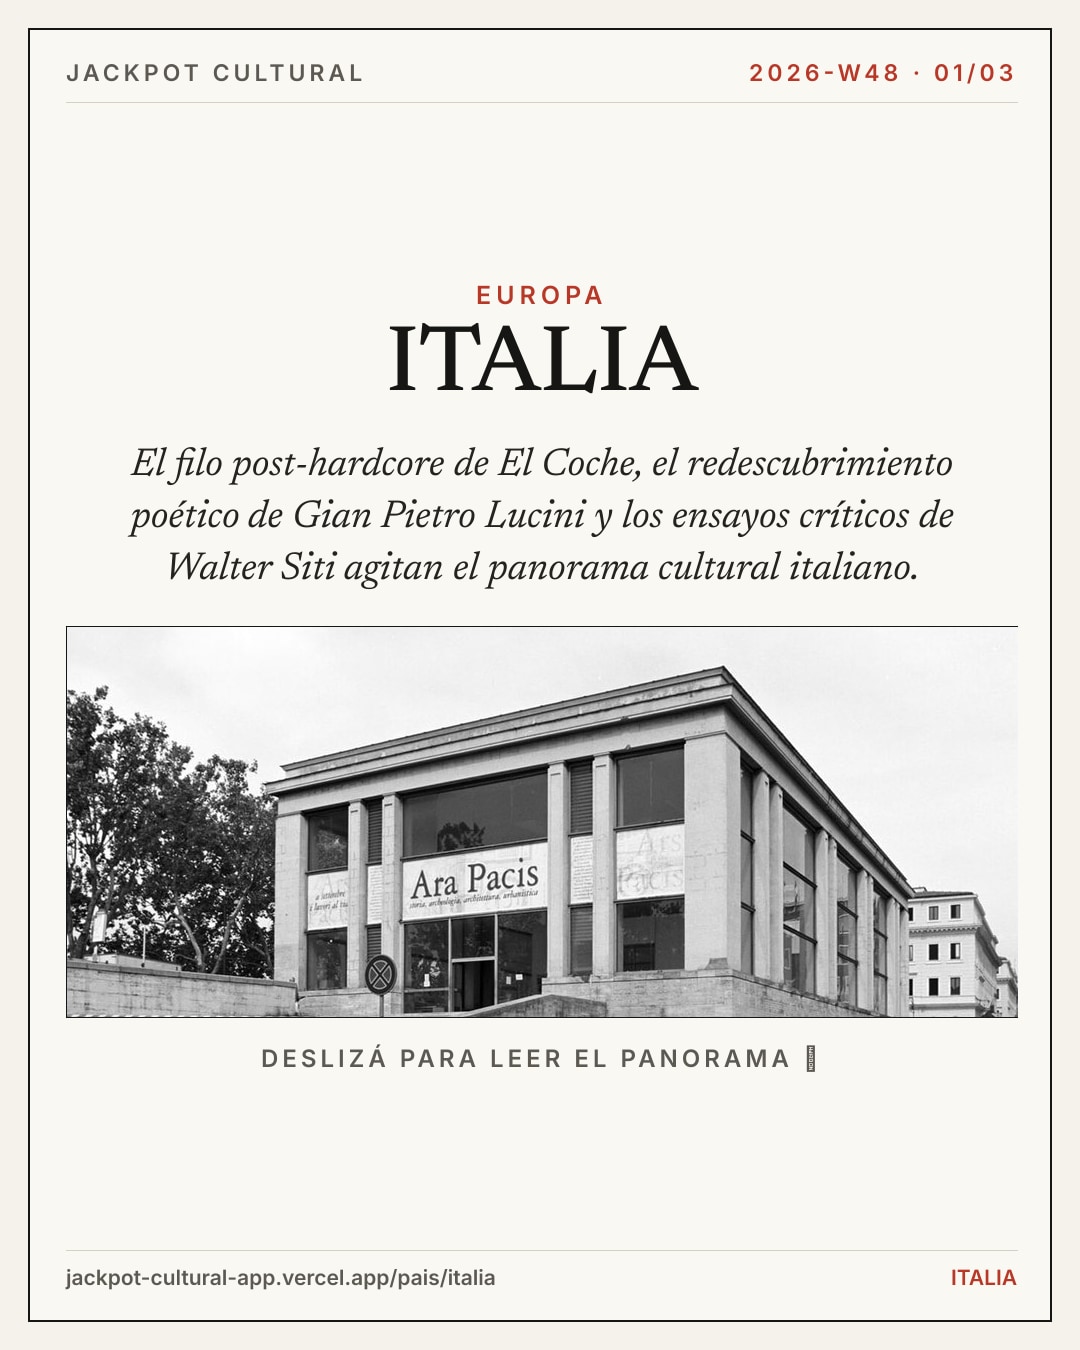 JACKPOT CULTURAL
2026-W48 · 01/03
EUROPA
ITALIA
El filo post-hardcore de El Coche, el redescubrimiento
poético de Gian Pietro Lucini y los ensayos críticos de
Walter Siti agitan el panorama cultural italiano.
Ara Pacis
storia, archeologia, architettura, urbanistica
Ars
Pacis
DESLIZÁ PARA LEER EL PANORAMA
jackpot-cultural-app.vercel.app/pais/italia
ITALIA